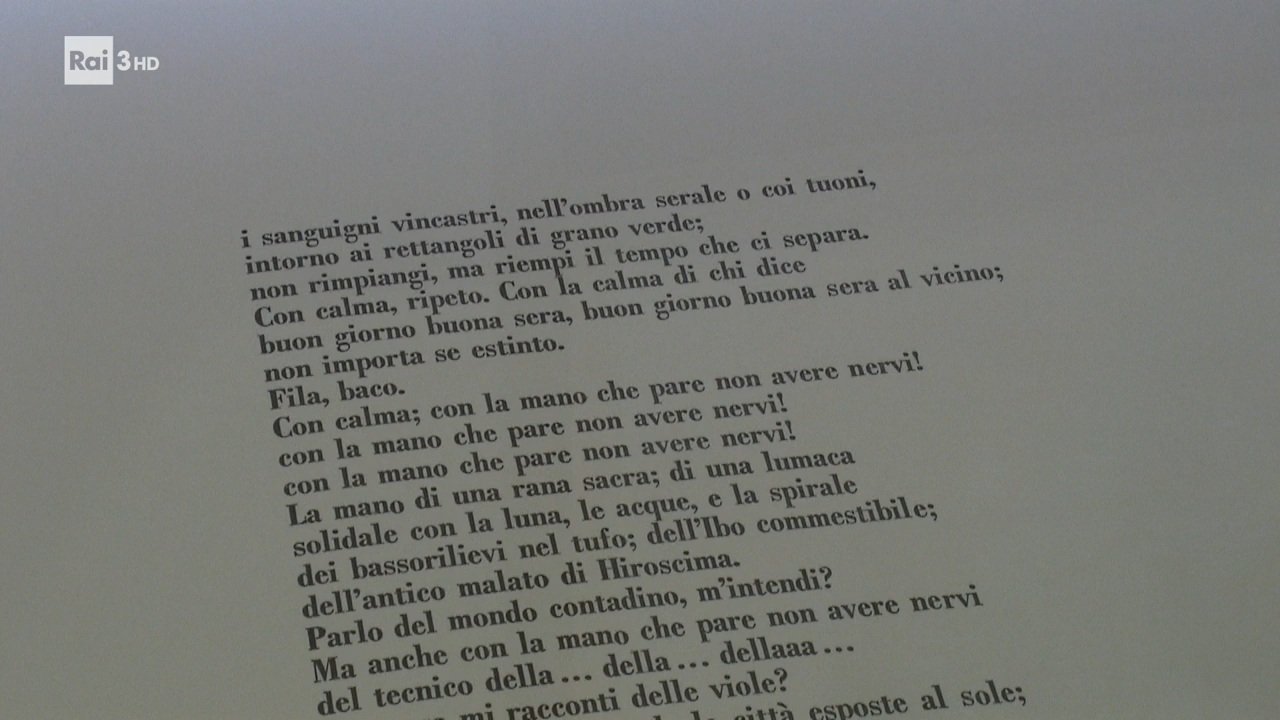 Rai 3 HD
i sanguigni vincastri, nell'ombra serale o coi tuoni,
intorno ai rettangoli di grano verde;
non rimpiangi, ma riempi il tempo che ci separa.
Con calma, ripeto. Con la calma di chi dice
buon giorno buona sera, buon giorno buona sera al vicino;
non importa se estinto.
Fila, baco.
Con calma; con la mano che pare non avere nervi!
con la mano che pare non avere nervi!
con la mano che pare non avere nervi!
La mano di una rana sacra; di una lumaca
solidale con la luna, le acque, e la spirale
dei bassorilievi nel tufo; dell'Ibo commestibile;
dell'antico malato di Hiroscima.
Parlo del mondo contadino, m'intendi?
Ma anche con la mano che pare non avere nervi
del tecnico della... della... dellaaa...
mi racconti delle viole?
città esposte al sole;